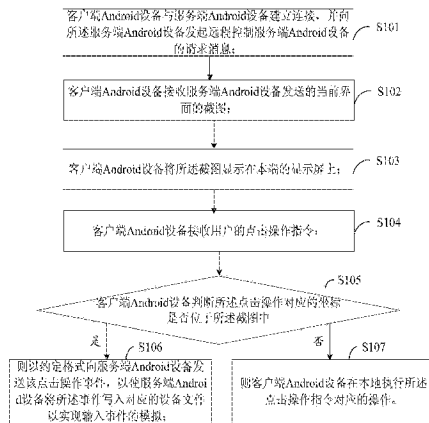 客户端Android设备与服务端Android设备建立连接，并向
所述服务端Android设备发起远程控制服务端Android设备
的请求消息；
S101
客户端Android设备接收服务端Android设备发送的当前界
面的截图；
S102
客户端Android设备将所述截图显示在本端的显示屏上；
S103
客户端Android设备接收用户的点击操作指令；
S104
S105
客户端Android设备判断所述点击操作对应的坐标
是否位于所述截图中
是
S106
否
S107
则以约定格式向服务端Android设备发
送该点击操作事件，以使服务端Androi
d设备将所述事件写入对应的设备文件
以实现输入事件的模拟；
则客户端Android设备在本地执行所述
点击操作指令对应的操作。